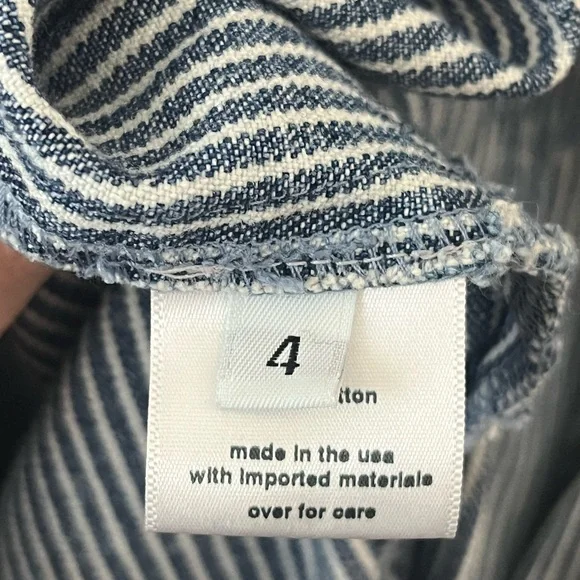 4
made in the usa
with imported materials
over for care